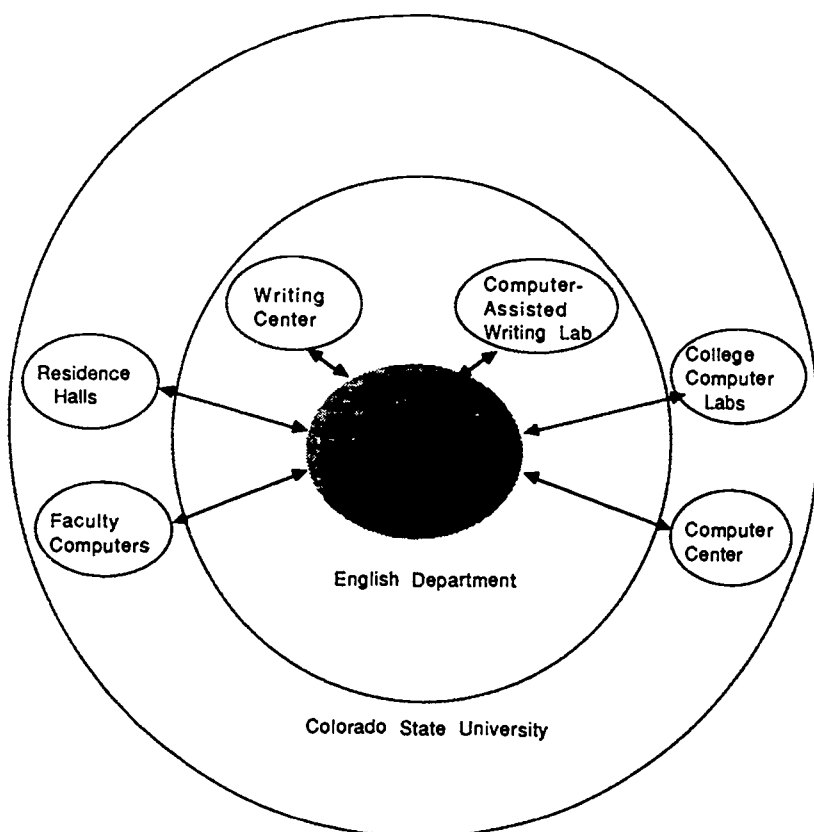 Writing
Center
Computer-
Assisted
Writing Lab
Residence
Halls
College
Computer
Labs
Faculty
Computers
Computer
Center
English Department
Colorado State University